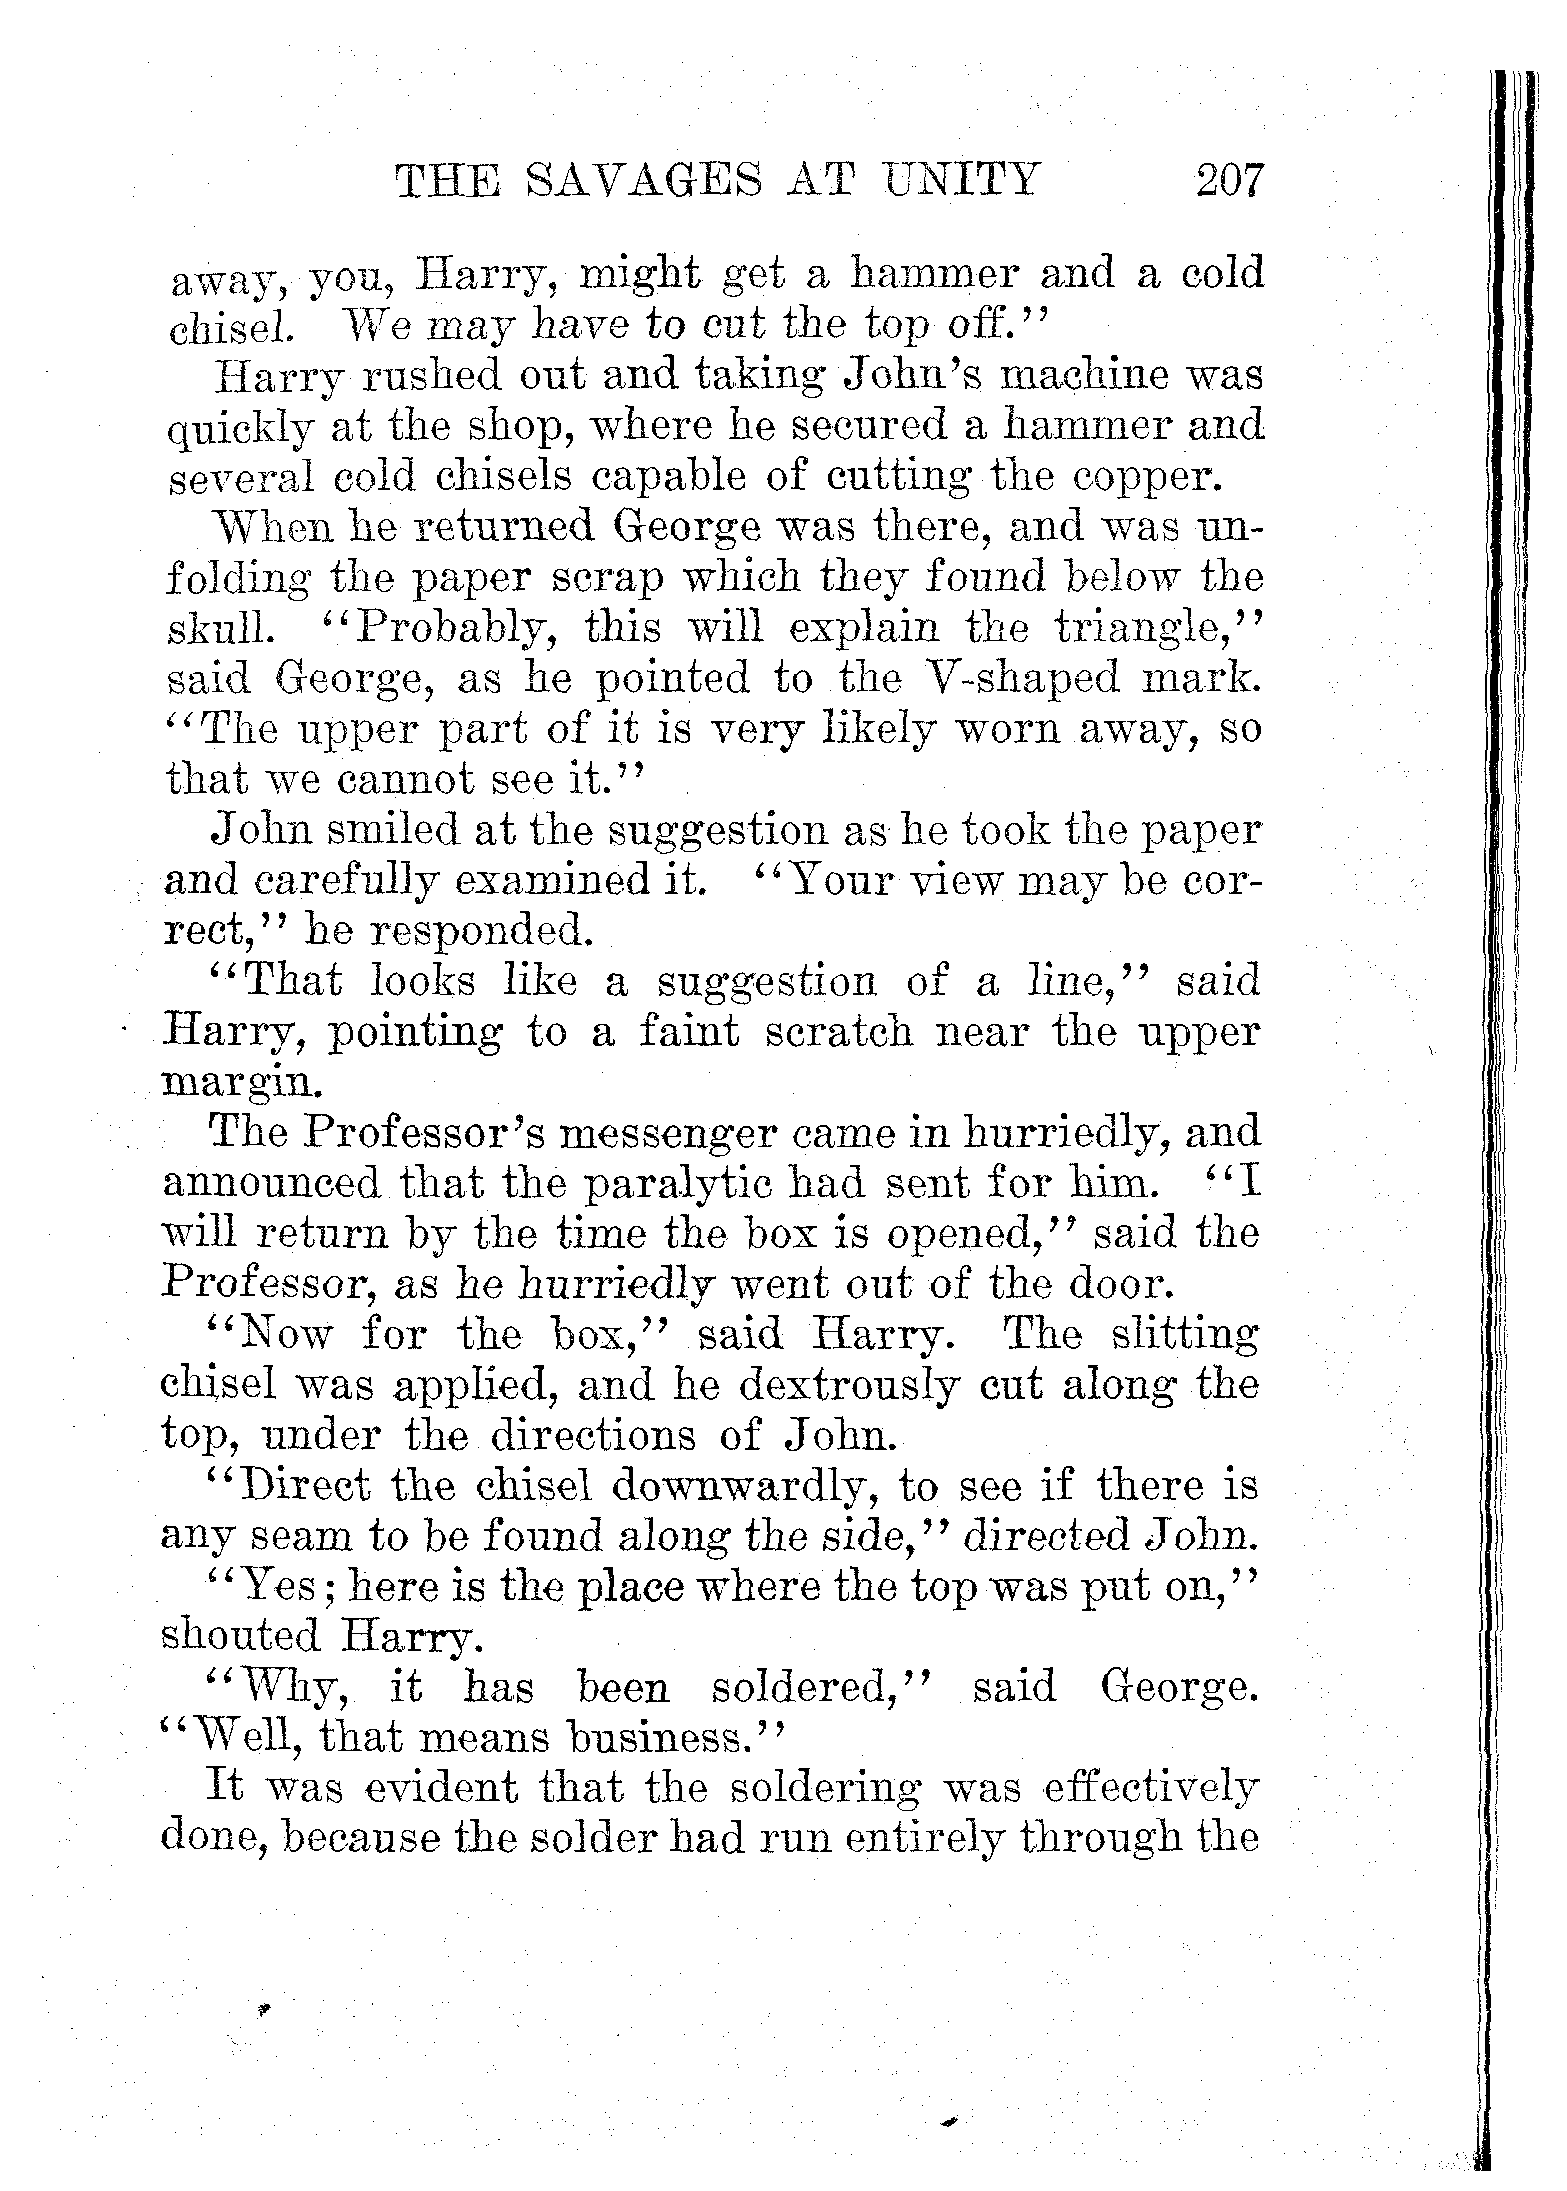 THE SAVAGES AT UNITY 207
away, you, Harry, might get a hammer and a cold
chisel. We may have to cut the top off."
Harry rushed out and taking John's machine was
quickly at the shop, where he secured a hammer and
several cold chisels capable of cutting the copper.
When he returned George was there, and was un-
folding the paper scrap which they found below the
skull. "Probably, this will explain the triangle,"
said George, as he pointed to the V-shaped mark.
"The upper part of it is very likely worn away, so
that we cannot see it."
John smiled at the suggestion as he took the paper
and carefully examined it. "Your view may be cor-
rect," he responded.
"That looks like a suggestion of a line," said
Harry, pointing to a faint scratch near the upper
margin.
The Professor's messenger came in hurriedly, and
announced that the paralytic had sent for him. "I
will return by the time the box is opened," said the
Professor, as he hurriedly went out of the door.
"Now for the box," said Harry. The slitting
chisel was applied, and he dextrously cut along the
top, under the directions of John.
"Direct the chisel downwardly, to see if there is
any seam to be found along the side," directed John.
"Yes; here is the place where the top was put on,"
shouted Harry.
"Why, it has been soldered," said George.
"Well, that means business."
It was evident that the soldering was effectively
done, because the solder had run entirely through the